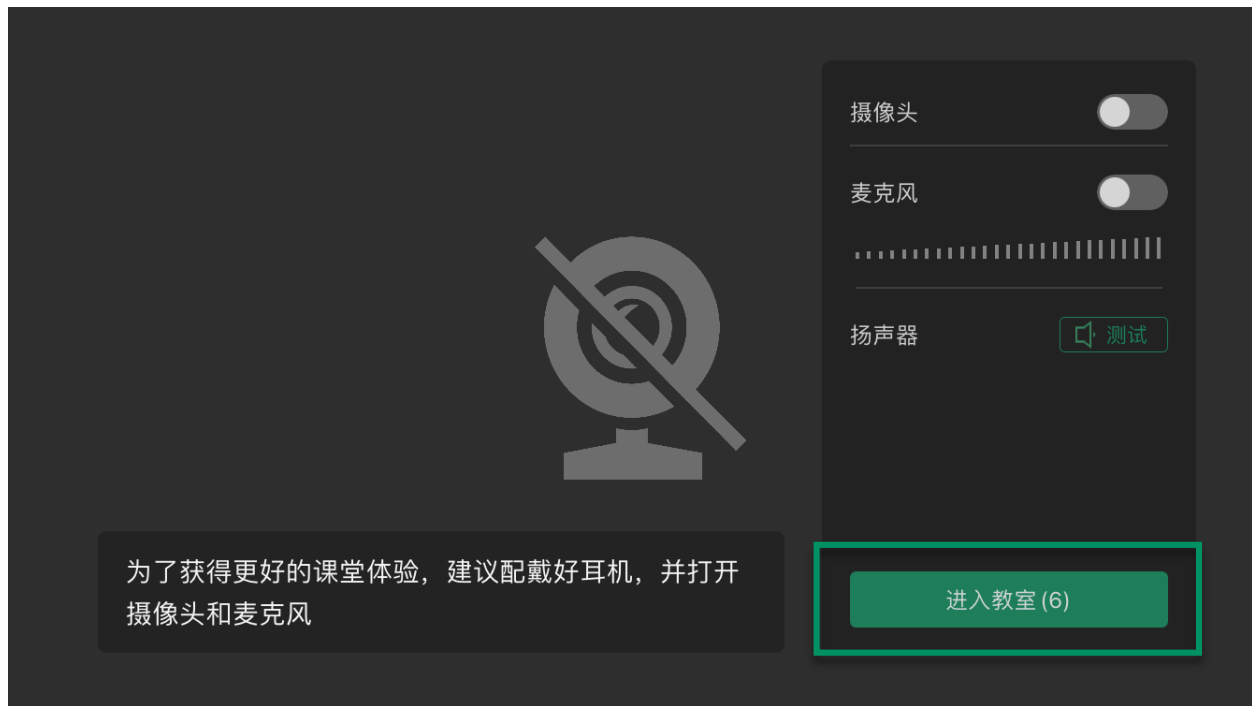 摄像头
麦克风
扬声器
测试
为了获得更好的课堂体验，建议配戴好耳机，并打开
摄像头和麦克风
进入教室(6)